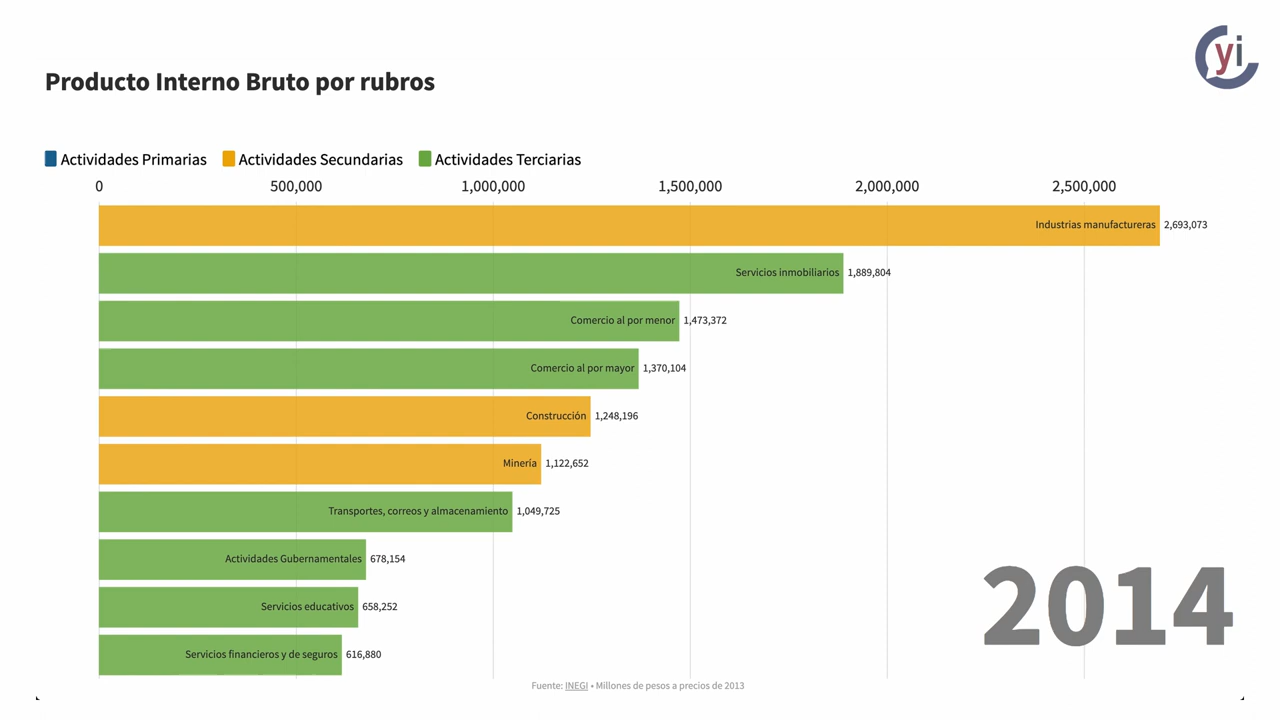 yi
Producto Interno Bruto por rubros
Actividades Primarias Actividades Secundarias Actividades Terciarias
0 500,000 1,000,000 1,500,000 2,000,000 2,500,000
Industrias manufactureras 2,693,073
Servicios inmobiliarios 1,889,804
Comercio al por menor 1,473,372
Comercio al por mayor 1,370,104
Construcción 1,248,196
Minería 1,122,652
Transportes, correos y almacenamiento 1,049,725
Actividades Gubernamentales 678,154
Servicios educativos 658,252
Servicios financieros y de seguros 616,880
2014
Fuente: INEGI • Millones de pesos a precios de 2013